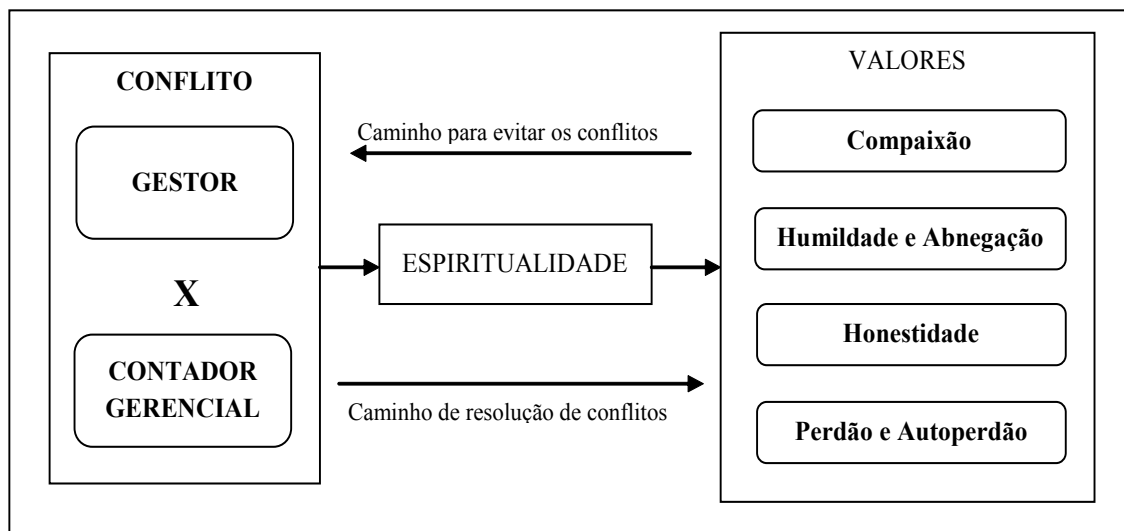 CONFLITO
GESTOR
X
CONTADOR
GERENCIAL
Caminho para evitar os conflitos
ESPIRITUALIDADE
Caminho de resolução de conflitos
VALORES
Compaixão
Humildade e Abnegação
Honestidade
Perdão e Autoperdão